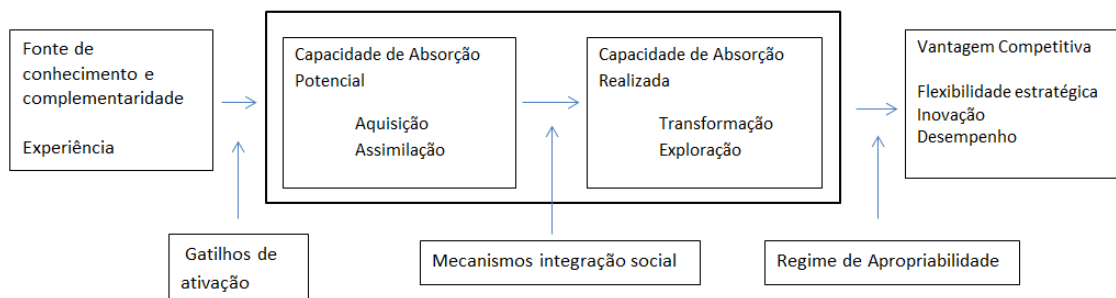 Fonte de
conhecimento e
complementaridade
Experiência
Capacidade de Absorção
Potencial
Aquisição
Assimilação
Capacidade de Absorção
Realizada
Transformação
Exploração
Vantagem Competitiva
Flexibilidade estratégica
Inovação
Desempenho
Gatilhos de
ativação
Mecanismos integração social
Regime de Apropriabilidade